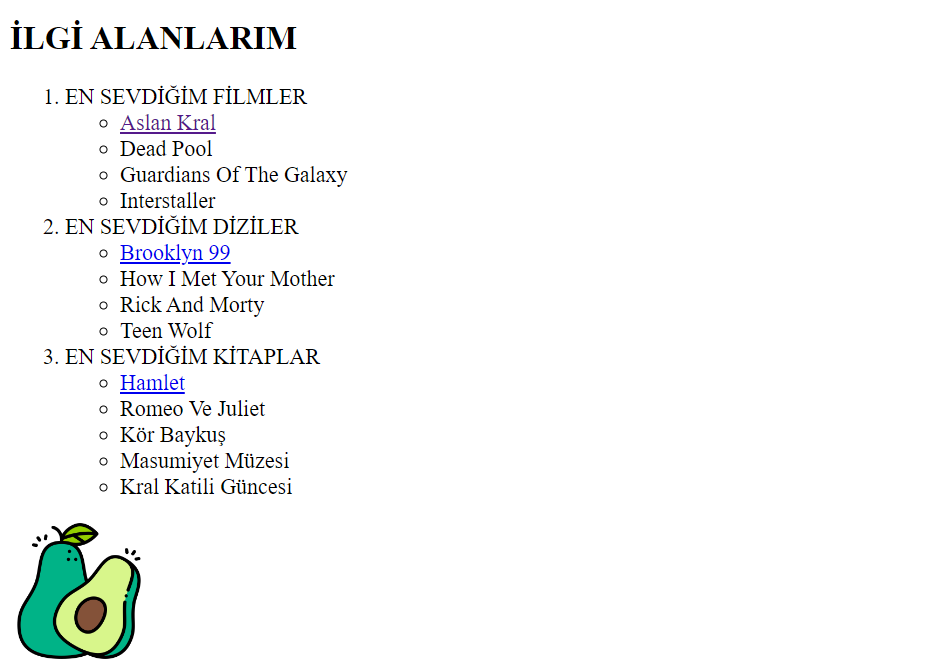 İLGİ ALANLARIM
1. EN SEVDİĞİM FİLMLER
Aslan Kral
Dead Pool
Guardians Of The Galaxy
Interstaller
2. EN SEVDİĞİM DİZİLER
Brooklyn 99
How I Met Your Mother
Rick And Morty
Teen Wolf
3. EN SEVDİĞİM KİTAPLAR
Hamlet
Romeo Ve Juliet
Kör Baykuş
Masumiyet Müzesi
Kral Katili Güncesi